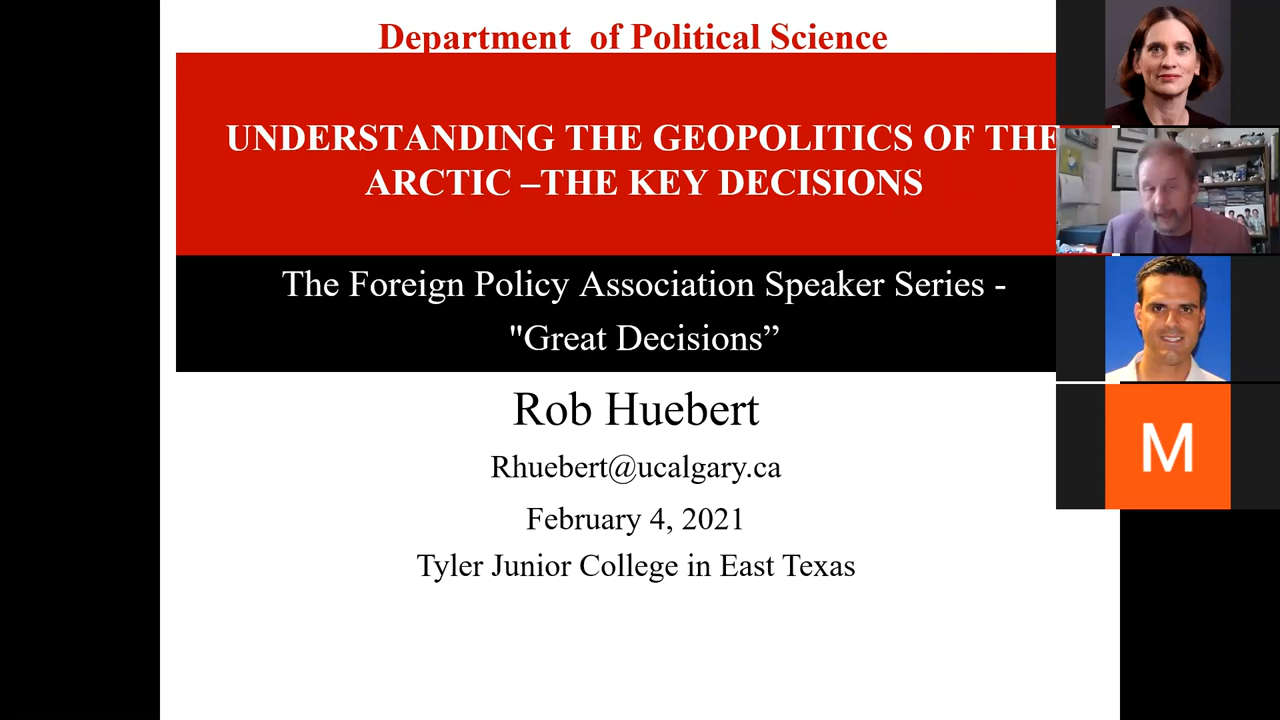 Department  of Political Science
UNDERSTANDING THE GEOPOLITICS OF THE
ARCTIC –THE KEY DECISIONS
The Foreign Policy Association Speaker Series -
"Great Decisions”
Rob Huebert
Rhuebert@ucalgary.ca
February 4, 2021
Tyler Junior College in East Texas
M